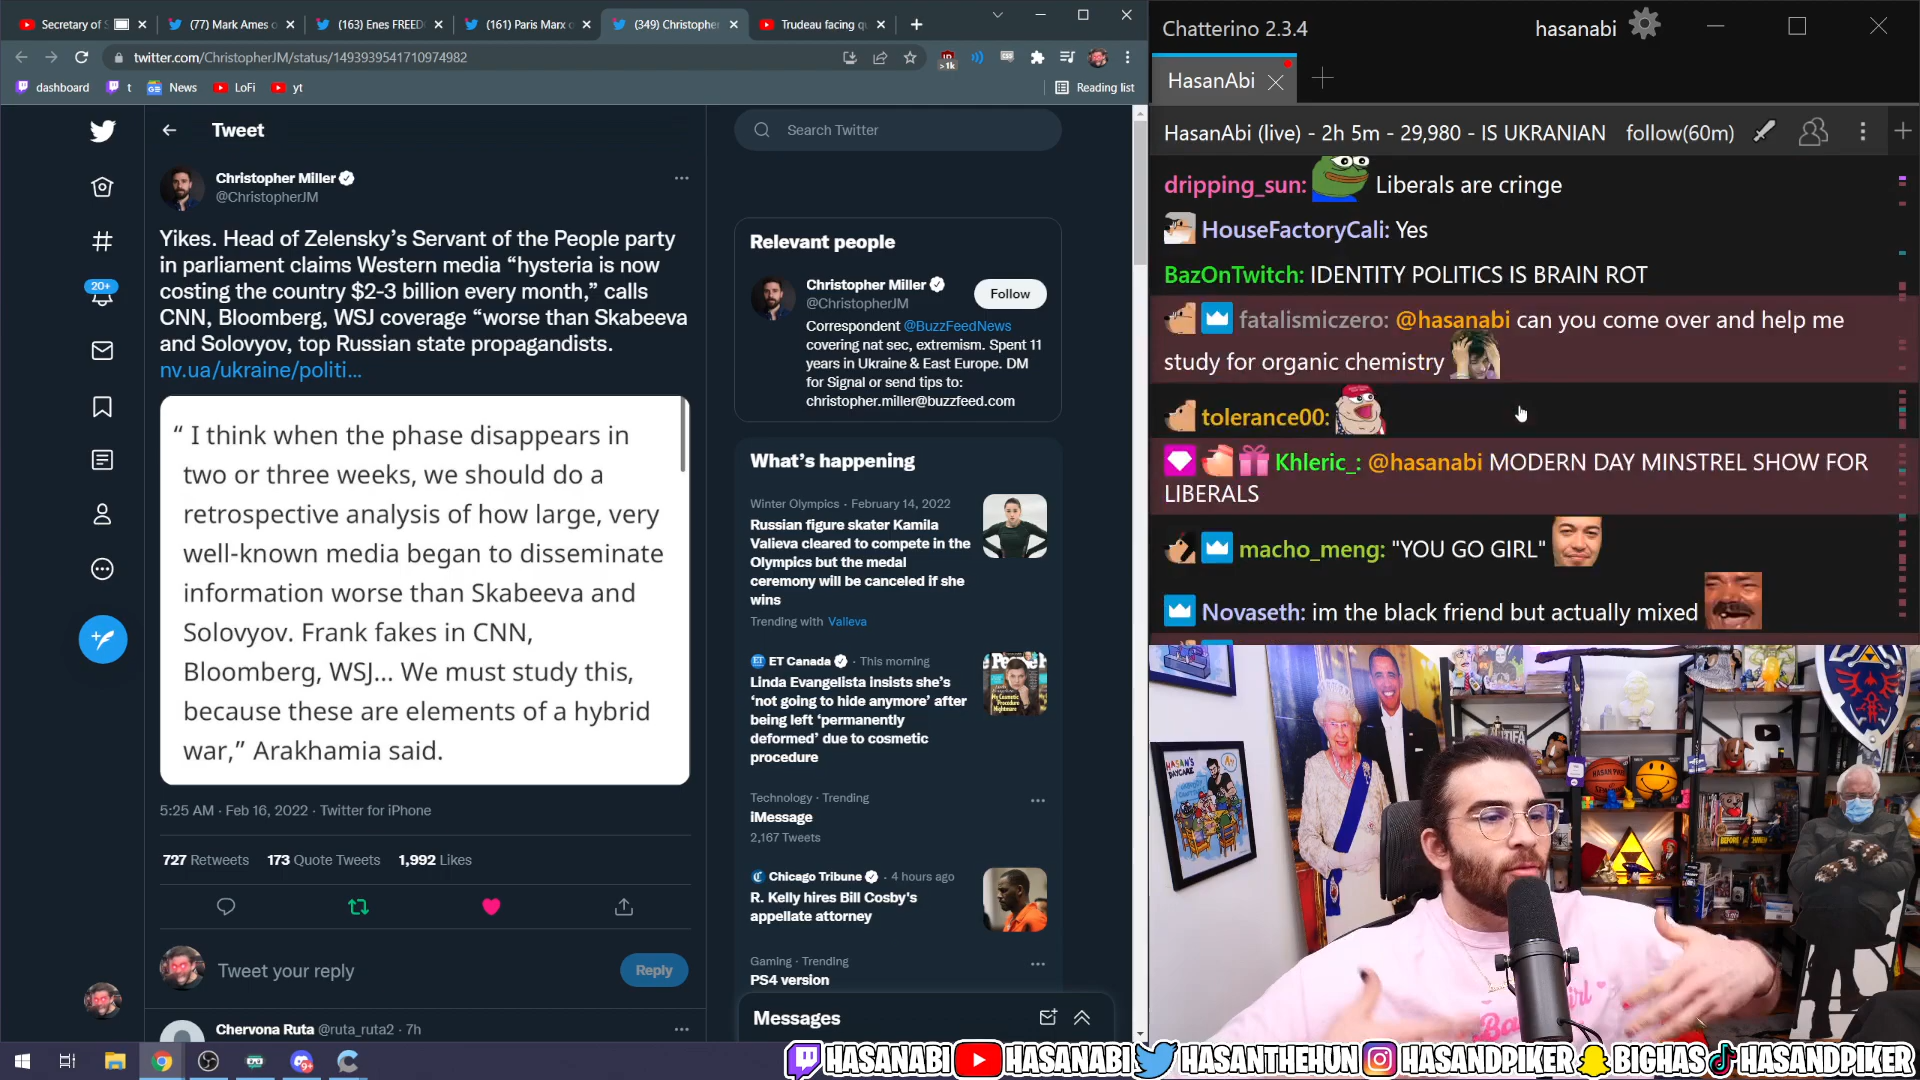 Secretary of S
(77) Mark Ames o
(163) Enes FREED
(161) Paris Marx o
(349) Christopher
Trudeau facing qu
twitter.com/ChristopherJM/status/1493939541710974982
>1k
dashboard
t
News
LoFi
yt
Reading list
Tweet
Search Twitter
20+
Christopher Miller
@ChristopherJM
Yikes. Head of Zelensky’s Servant of the People party
in parliament claims Western media “hysteria is now
costing the country $2-3 billion every month,” calls
CNN, Bloomberg, WSJ coverage “worse than Skabeeva
and Solovyov, top Russian state propagandists.
nv.ua/ukraine/politi...
“ I think when the phase disappears in
two or three weeks, we should do a
retrospective analysis of how large, very
well-known media began to disseminate
information worse than Skabeeva and
Solovyov. Frank fakes in CNN,
Bloomberg, WSJ... We must study this,
because these are elements of a hybrid
war,” Arakhamia said.
5:25 AM · Feb 16, 2022 · Twitter for iPhone
727 Retweets 173 Quote Tweets 1,992 Likes
Tweet your reply
Reply
Chervona Ruta @ruta_ruta2 · 7h
Relevant people
Christopher Miller
@ChristopherJM
Follow
Correspondent @BuzzFeedNews
covering nat sec, extremism. Spent 11
years in Ukraine & East Europe. DM
for Signal or send tips to:
christopher.miller@buzzfeed.com
What’s happening
Winter Olympics · February 14, 2022
Russian figure skater Kamila
Valieva cleared to compete in the
Olympics but the medal
ceremony will be canceled if she
wins
Trending with Valieva
ET Canada · This morning
Linda Evangelista insists she’s
‘not going to hide anymore’ after
being left ‘permanently
deformed’ due to cosmetic
procedure
Technology · Trending
iMessage
2,167 Tweets
Chicago Tribune · 4 hours ago
R. Kelly hires Bill Cosby's
appellate attorney
Gaming · Trending
PS4 version
Messages
Chatterino 2.3.4
hasanabi
HasanAbi
HasanAbi (live) - 2h 5m - 29,980 - IS UKRANIAN
follow(60m)
dripping_sun: Liberals are cringe
HouseFactoryCali: Yes
BazOnTwitch: IDENTITY POLITICS IS BRAIN ROT
fatalismiczero: @hasanabi can you come over and help me
study for organic chemistry
tolerance00:
Khleric_: @hasanabi MODERN DAY MINSTREL SHOW FOR
LIBERALS
macho_meng: "YOU GO GIRL"
Novaseth: im the black friend but actually mixed
HASAN'S
DAYCARE
HASANABI
HASANABI
HASANTHEHUN
HASANDPIKER
BIGHAS
HASANDPIKER